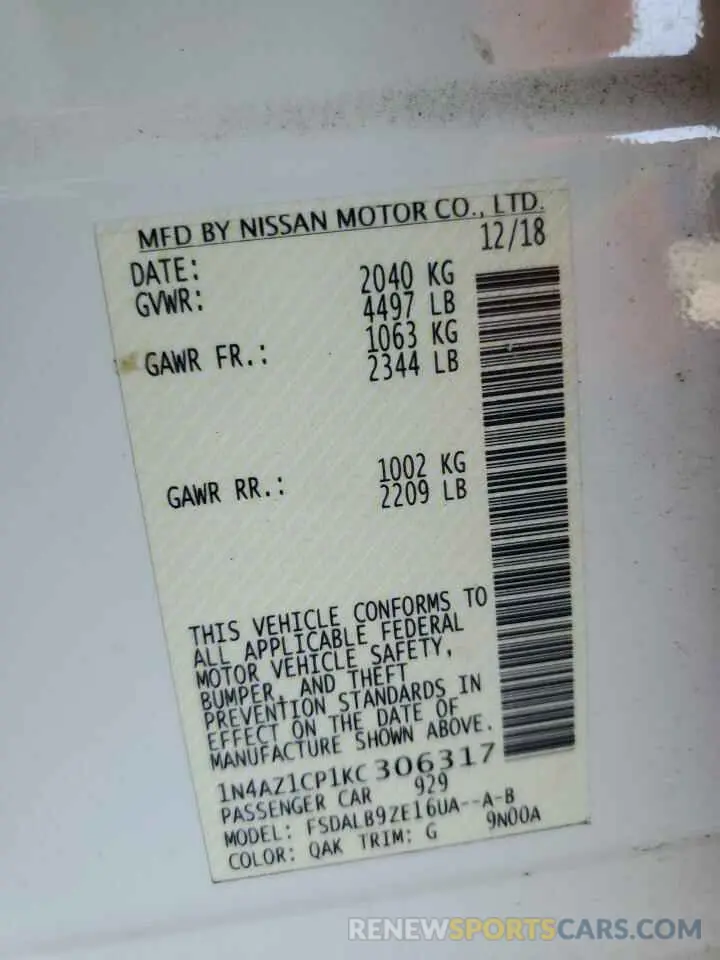 MFD BY NISSAN MOTOR CO., LTD.
DATE: 12/18
GVWR: 2040 KG
4497 LB
GAWR FR.: 1063 KG
2344 LB
GAWR RR.: 1002 KG
2209 LB
THIS VEHICLE CONFORMS TO
ALL APPLICABLE FEDERAL
MOTOR VEHICLE SAFETY,
BUMPER, AND THEFT
PREVENTION STANDARDS IN
EFFECT ON THE DATE OF
MANUFACTURE SHOWN ABOVE.
1N4AZ1CP1KC306317
PASSENGER CAR 929
MODEL: FSDALB9ZE16UA--A-B
COLOR: QAK TRIM: G 9N00A
RENEWSPORTSCARS.COM